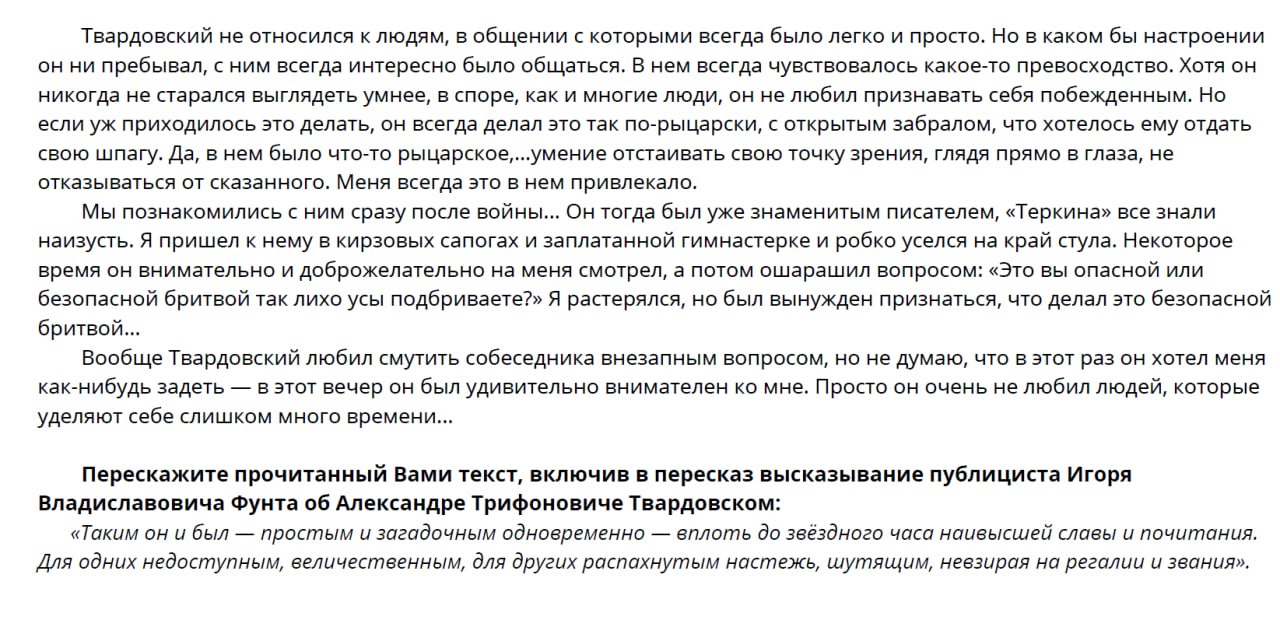 Твардовский не относился к людям, в общении с которыми всегда было легко и просто. Но в каком бы настроении
он ни пребывал, с ним всегда интересно было общаться. В нем всегда чувствовалось какое-то превосходство. Хотя он
никогда не старался выглядеть умнее, в споре, как и многие люди, он не любил признавать себя побежденным. Но
если уж приходилось это делать, он всегда делал это так по-рыцарски, с открытым забралом, что хотелось ему отдать
свою шпагу. Да, в нем было что-то рыцарское,...умение отстаивать свою точку зрения, глядя прямо в глаза, не
отказываться от сказанного. Меня всегда это в нем привлекало.
Мы познакомились с ним сразу после войны... Он тогда был уже знаменитым писателем, «Теркина» все знали
наизусть. Я пришел к нему в кирзовых сапогах и заплатанной гимнастерке и робко уселся на край стула. Некоторое
время он внимательно и доброжелательно на меня смотрел, а потом ошарашил вопросом: «Это вы опасной или
безопасной бритвой так лихо усы подбриваете?» Я растерялся, но был вынужден признаться, что делал это безопасной
бритвой...
Вообще Твардовский любил смутить собеседника внезапным вопросом, но не думаю, что в этот раз он хотел меня
как-нибудь задеть — в этот вечер он был удивительно внимателен ко мне. Просто он очень не любил людей, которые
уделяют себе слишком много времени...
Перескажите прочитанный Вами текст, включив в пересказ высказывание публициста Игоря
Владиславовича Фунта об Александре Трифоновиче Твардовском:
«Таким он и был — простым и загадочным одновременно — вплоть до звёздного часа наивысшей славы и почитания.
Для одних недоступным, величественным, для других распахнутым настежь, шутящим, невзирая на регалии и звания».